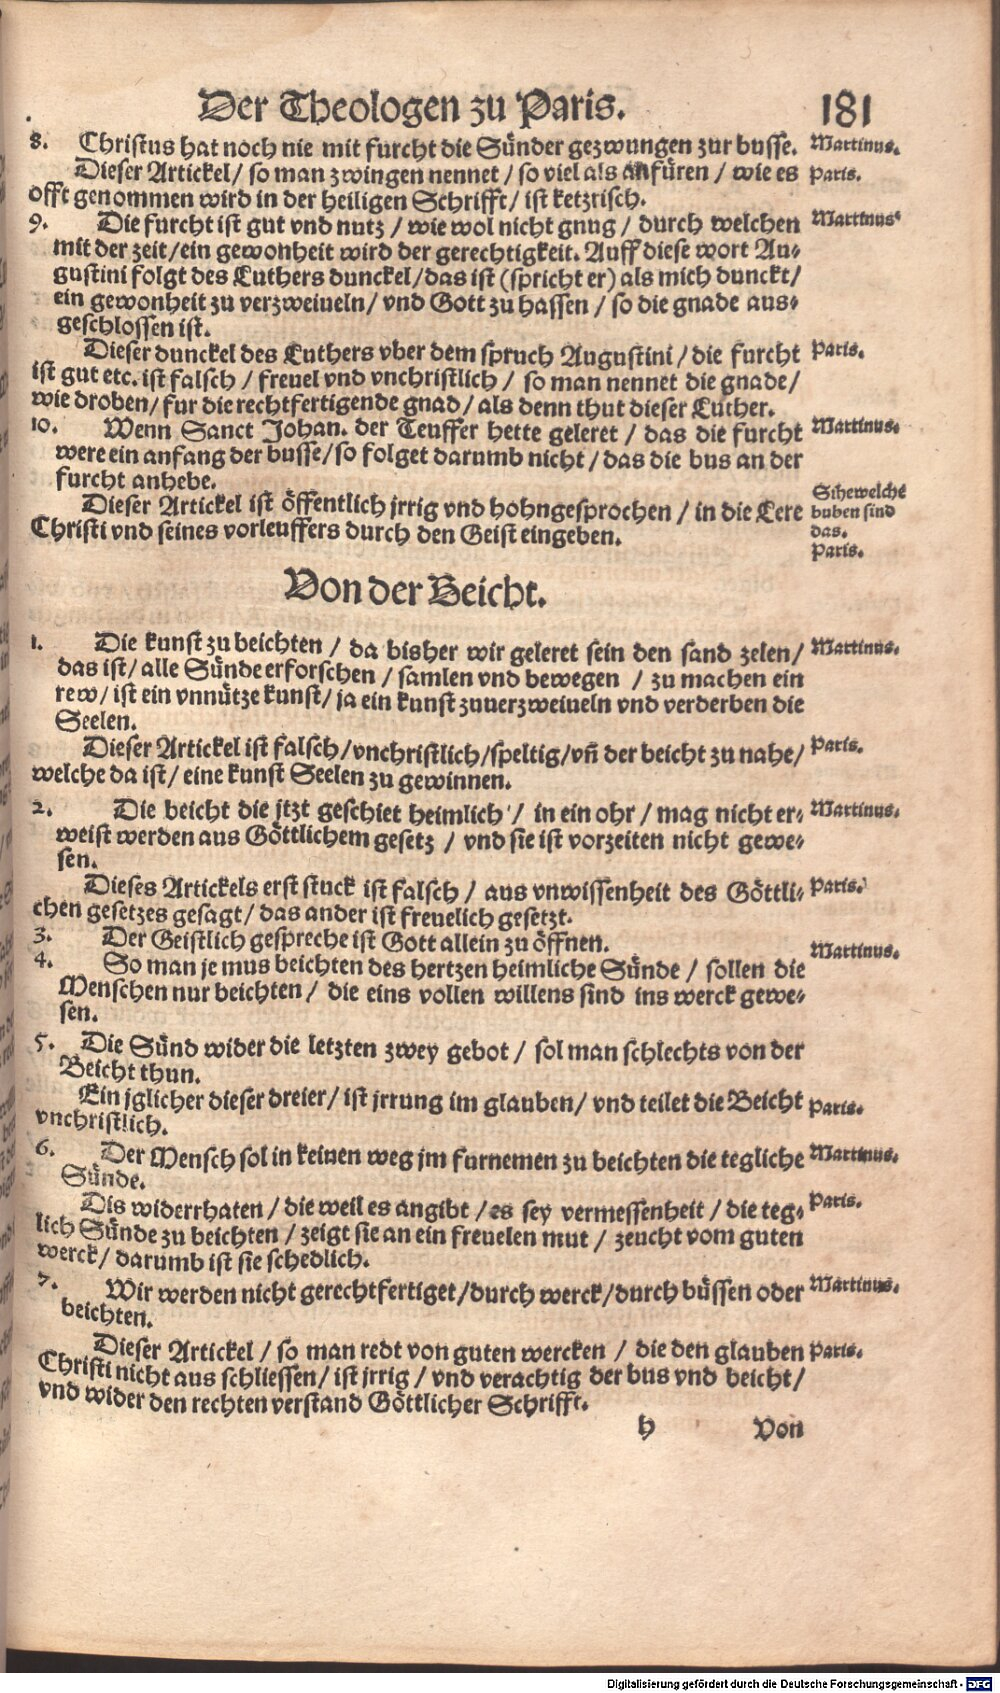 Der Theologen zu Paris. 181
8. Christus hat noch nie mit furcht die Sünder gezwungen zur busse. Martinus.
Dieser Artickel / so man zwingen nennet / so viel als anfüren / wie es Paris.
offt genommen wird in der heiligen Schrifft / ist ketzrisch.
9. Die furcht ist gut vnd nutz / wie wol nicht gnug / durch welchen Martinus
mit der zeit / ein gewonheit wird der gerechtigkeit. Auff diese wort Au-
gustini folgt des Luthers dunckel / das ist (spricht er) als mich dunckt /
ein gewonheit zu verzweiueln / vnd Gott zu hassen / so die gnade aus-
geschlossen ist.
Dieser dunckel des Luthers vber dem spruch Augustini / die furcht Paris.
ist gut etc. ist falsch / freuel vnd vnchristlich / so man nennet die gnade /
wie droben / fur die rechtfertigende gnad / als denn thut dieser Luther.
10. Wenn Sanct Johan. der Teuffer hette geleret / das die furcht Martinus.
were ein anfang der busse / so folget darumb nicht / das die bus an der
furcht anhebe.
Dieser Artickel ist öffentlich jrrig vnd hohngesprochen / in die Lere
Christi vnd seines vorleuffers durch den Geist eingeben.
Sihe welche
buben sind
das.
Paris.
Von der Beicht.
1. Die kunst zu beichten / da bisher wir geleret sein den sand zelen / Martinus.
das ist / alle Sünde erforschen / samlen vnd bewegen / zu machen ein
rew / ist ein vnnütze kunst / ja ein kunst zuuerzweiueln vnd verderben die
Seelen.
Dieser Artickel ist falsch / vnchristlich / speltig / vn̄ der beicht zu nahe / Paris.
welche da ist / eine kunst Seelen zu gewinnen.
2. Die beicht die jtzt geschiet heimlich / in ein ohr / mag nicht er- Martinus.
weist werden aus Göttlichem gesetz / vnd sie ist vorzeiten nicht gewe-
sen.
Dieses Artickels erst stuck ist falsch / aus vnwissenheit des Göttli- Paris.
chen gesetzes gesagt / das ander ist freuelich gesetzt.
3. Der Geistlich gespreche ist Gott allein zu öffnen. Martinus.
4. So man je mus beichten des hertzen heimliche Sünde / sollen die
Menschen nur beichten / die eins vollen willens sind ins werck gewe-
sen.
5. Die Sünd wider die letzten zwey gebot / sol man schlechts von der
Beicht thun.
Ein jglicher dieser dreier / ist jrrung im glauben / vnd teilet die Beicht Paris.
vnchristlich.
6. Der Mensch sol in keinen weg jm furnemen zu beichten die tegliche Martinus.
Sünde.
Dis widerrhaten / die weil es angibt / es sey vermessenheit / die teg- Paris.
lich Sünde zu beichten / zeigt sie an ein freuelen mut / zeucht vom guten
werck / darumb ist sie schedlich.
7. Wir werden nicht gerechtfertiget / durch werck / durch büssen oder Martinus.
beichten.
Dieser Artickel / so man redt von guten wercken / die den glauben Paris.
Christi nicht aus schliessen / ist jrrig / vnd verachtig der bus vnd beicht /
vnd wider den rechten verstand Göttlicher Schrifft.
h Von
Digitalisierung gefördert durch die Deutsche Forschungsgemeinschaft - DFG